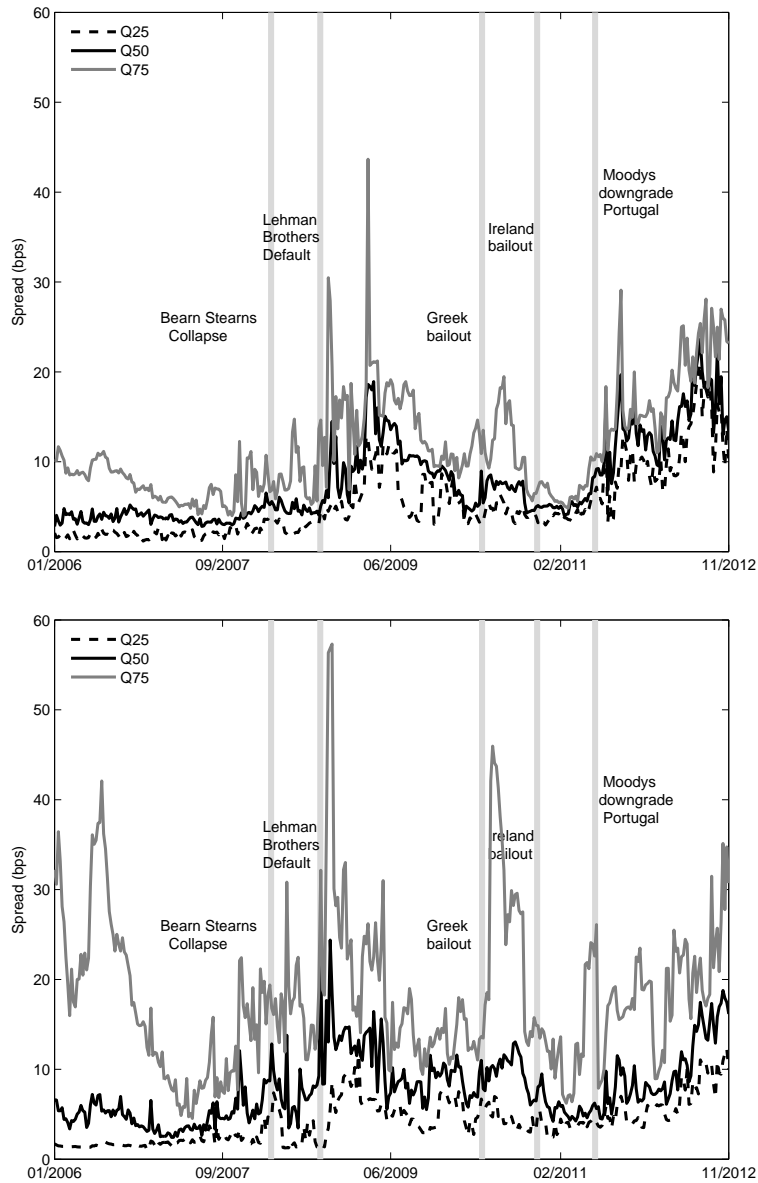 60
50
40
30
20
10
0
Spread (bps)
Q25
Q50
Q75
Bearn Stearns
Collapse
Lehman
Brothers
Default
Greek
bailout
Ireland
bailout
Moodys
downgrade
Portugal
01/2006
09/2007
06/2009
02/2011
11/2012
60
50
40
30
20
10
0
Spread (bps)
Q25
Q50
Q75
Bearn Stearns
Collapse
Lehman
Brothers
Default
Greek
bailout
Ireland
bailout
Moodys
downgrade
Portugal
01/2006
09/2007
06/2009
02/2011
11/2012